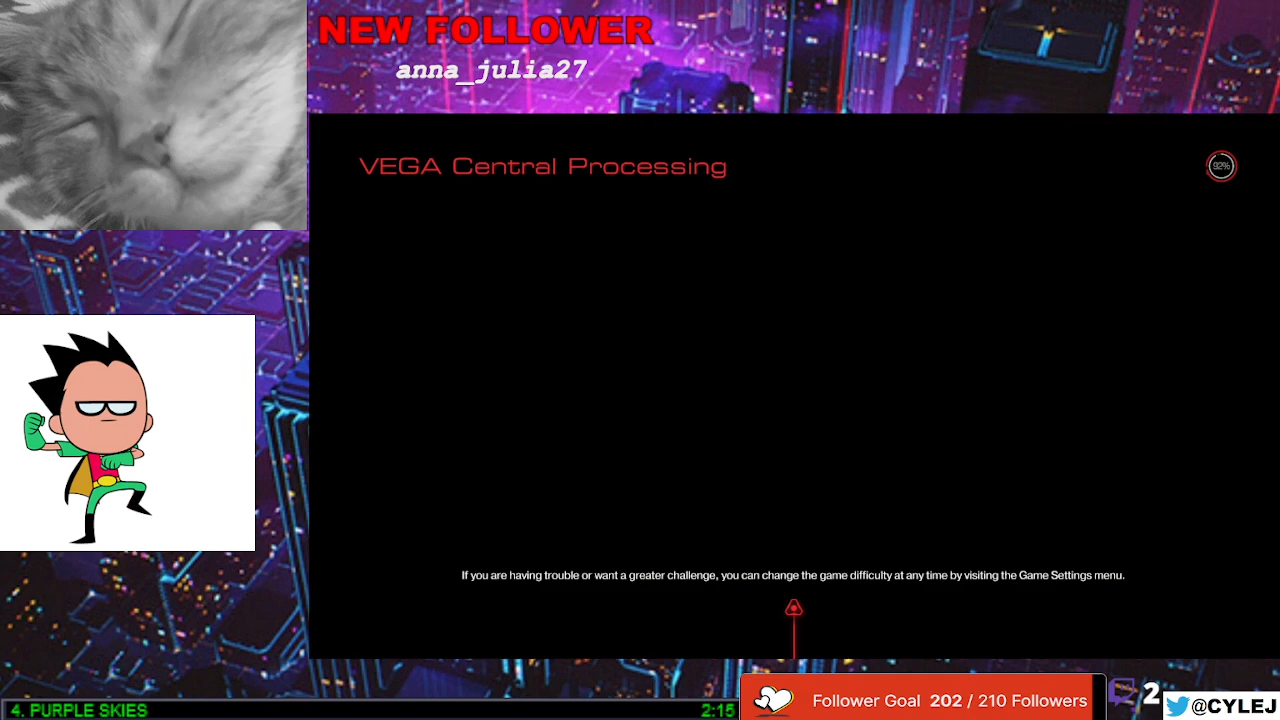 NEW FOLLOWER
anna_julia27
VEGA Central Processing
92%
If you are having trouble or want a greater challenge, you can change the game difficulty at any time by visiting the Game Settings menu.
4. PURPLE SKIES
2:15
Follower Goal 202 / 210 Followers
2
@CYLEJ